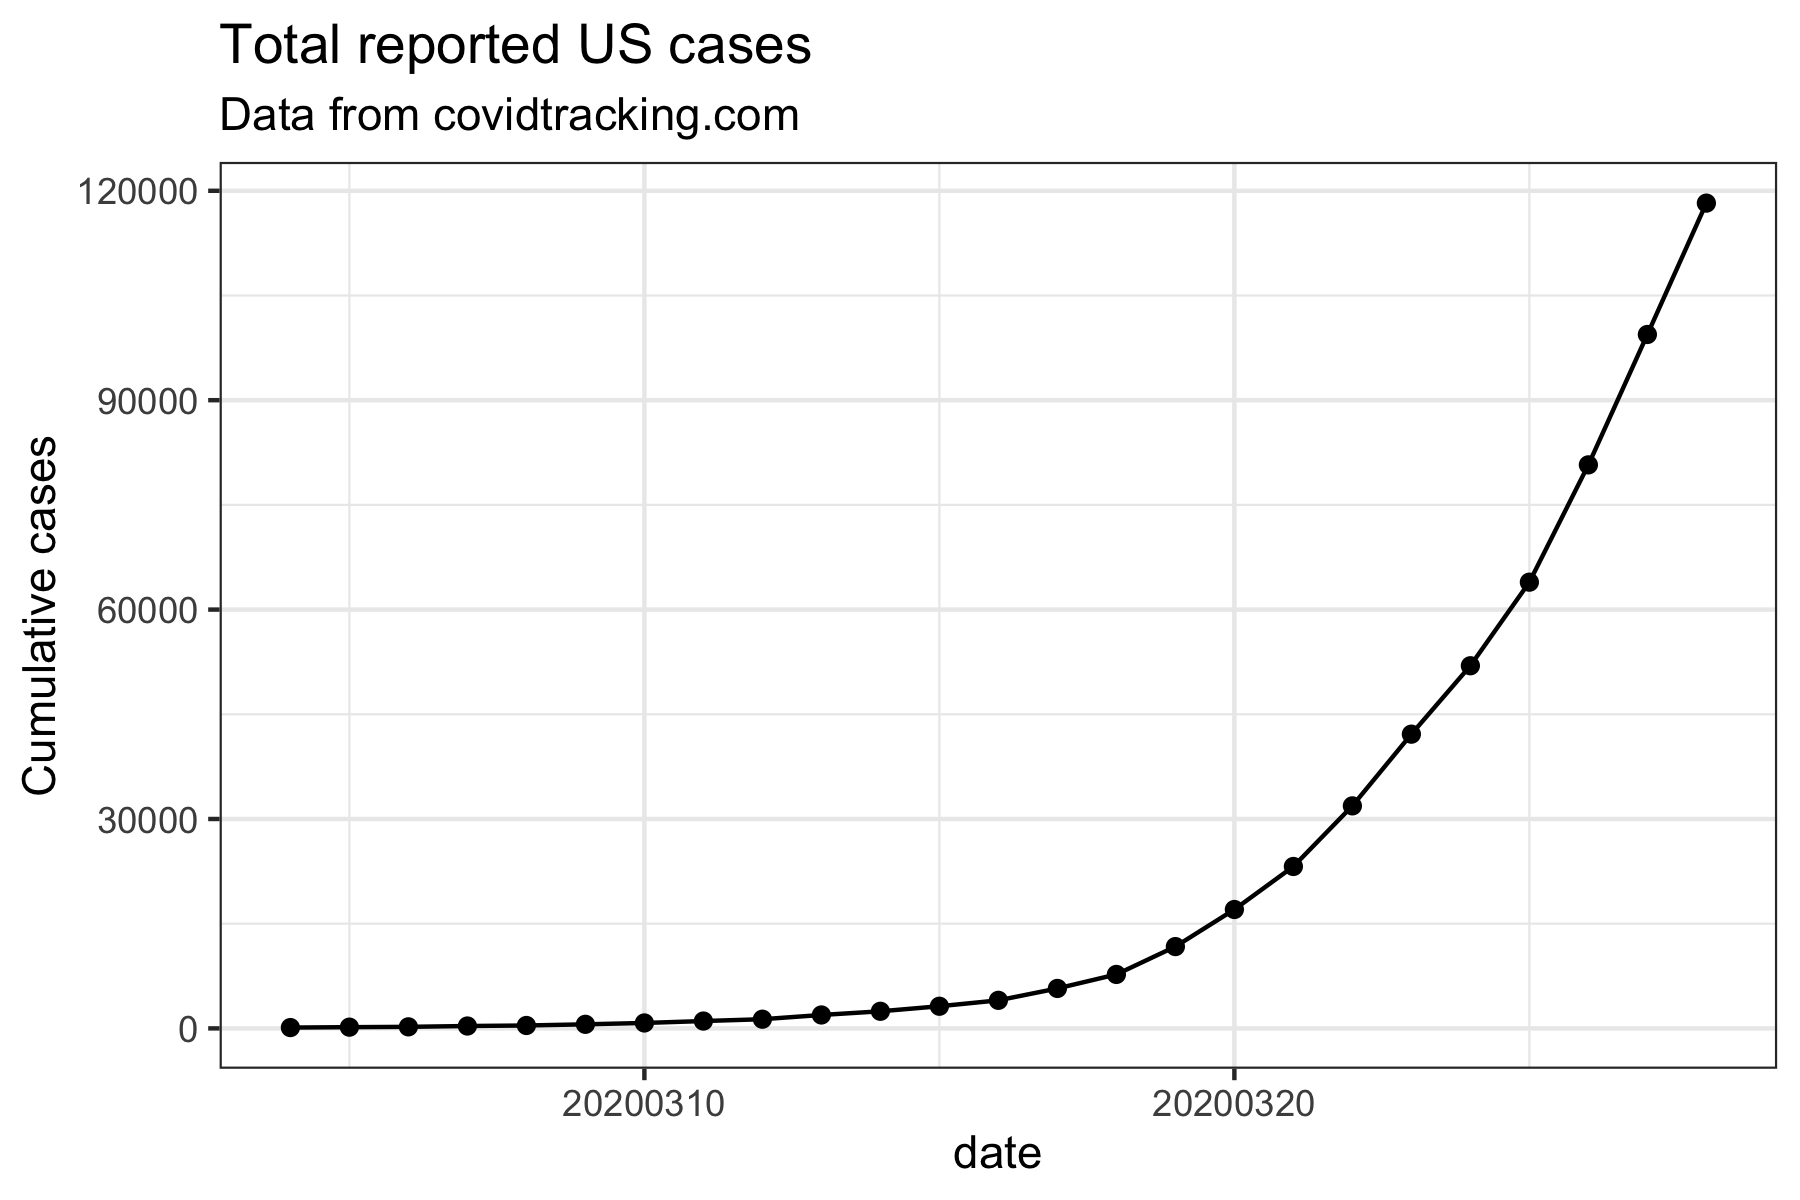 Total reported US cases
Data from covidtracking.com
120000
90000
60000
30000
0
Cumulative cases
20200310
20200320
date